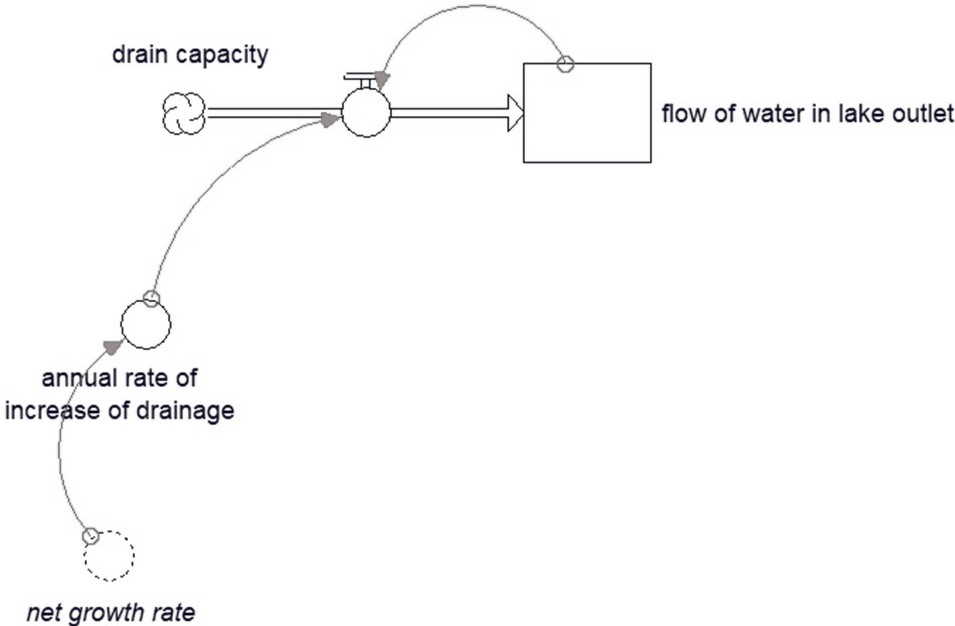 drain capacity
flow of water in lake outlet
annual rate of
increase of drainage
net growth rate